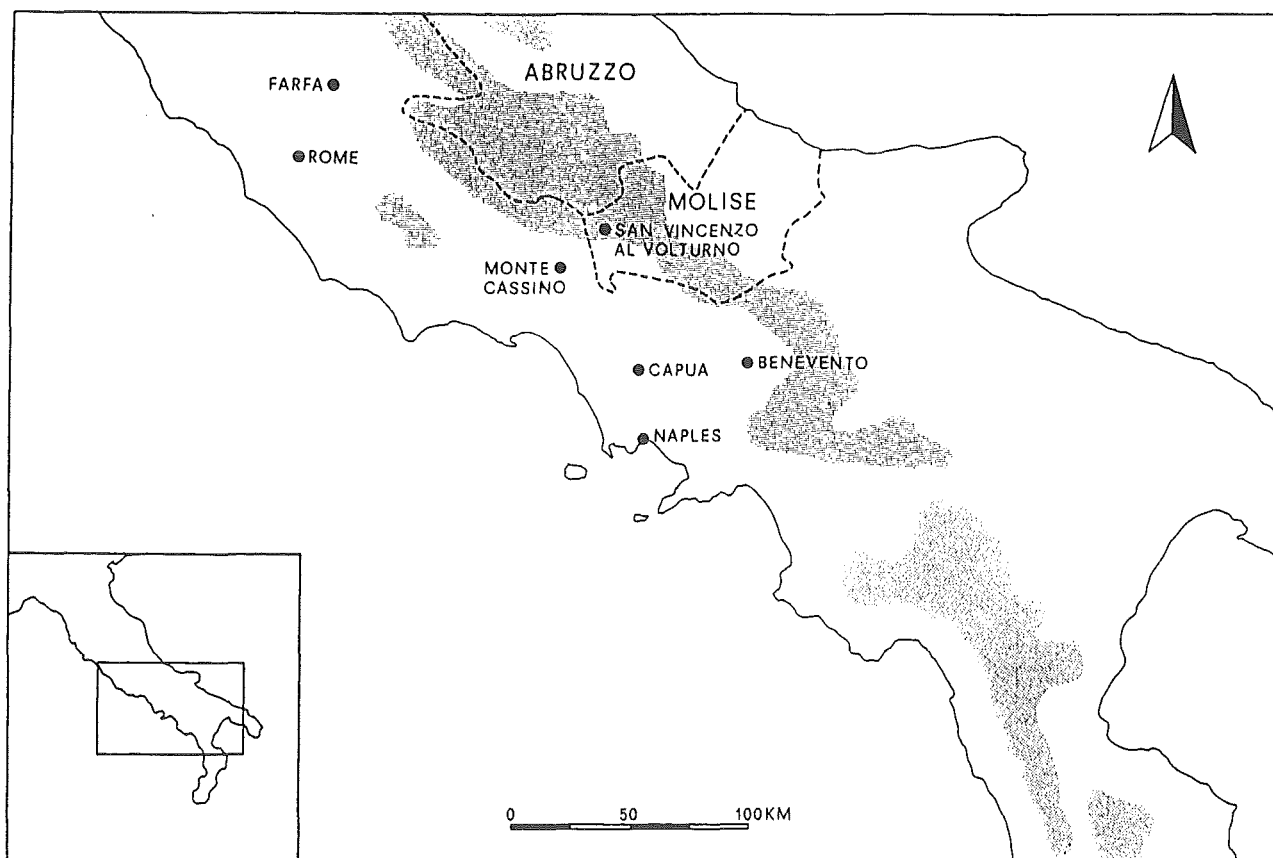 ABRUZZO
FARFA
ROME
MOLISE
SAN VINCENZO
AL VOLTURNO
MONTE
CASSINO
CAPUA
BENEVENTO
NAPLES
0 50 100KM